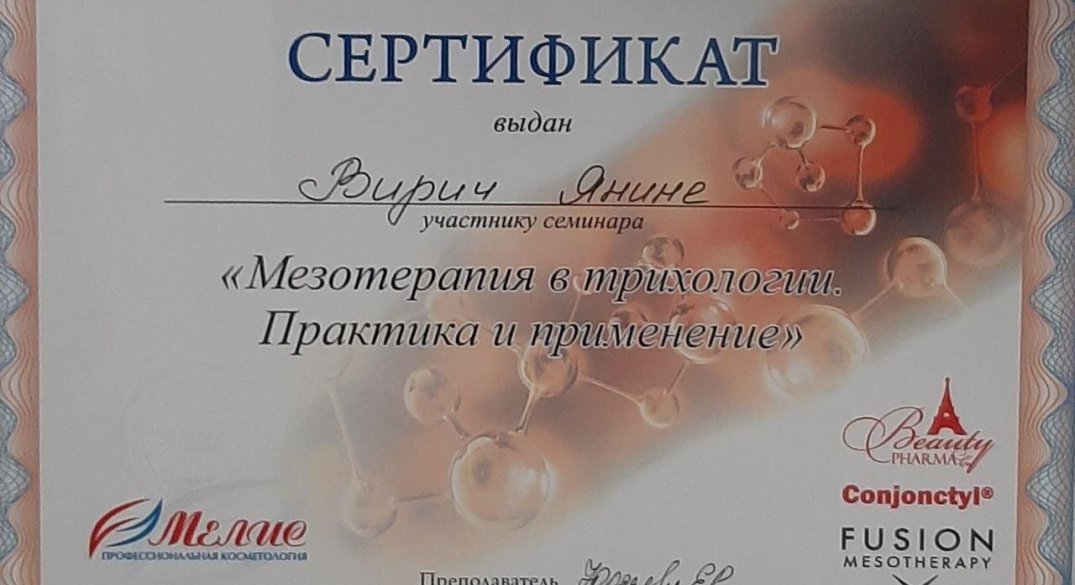 СЕРТИФИКАТ
выдан
Вирич Янине
участнику семинара
«Мезотерапия в трихологии.
Практика и применение»
Beauty
PHARMA
Conjonctyl®
FUSION
MESOTHERAPY
Мелис
ПРОФЕССИОНАЛЬНАЯ КОСМЕТОЛОГИЯ
Преподаватель